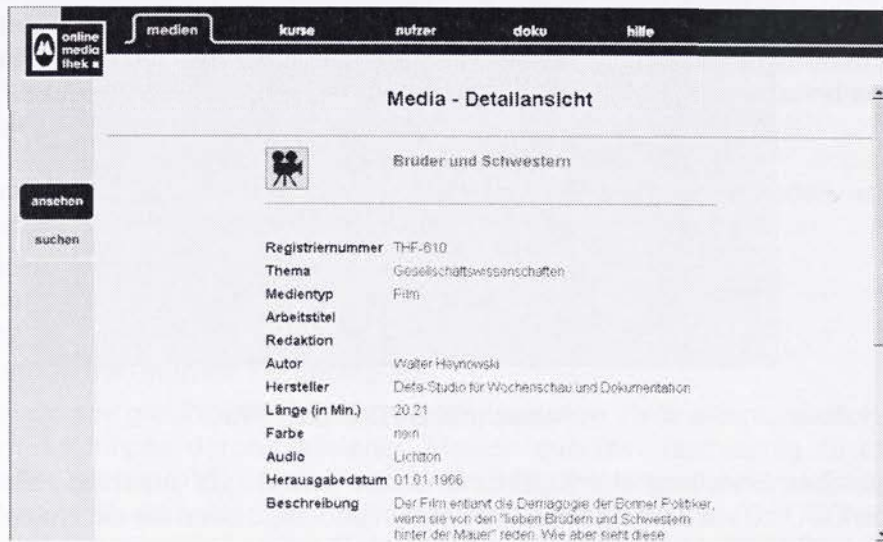 online
media
thek
medien kurse nutzer doku hilfe
Media - Detailansicht
Brüder und Schwestern
ansehen
suchen
Registriernummer THF-610
Thema Gesellschaftswissenschaften
Medientyp Film
Arbeitstitel
Redaktion
Autor Walter Heynowski
Hersteller Defa-Studio für Wochenschau und Dokumentation
Länge (in Min.) 20:21
Farbe nein
Audio Lichtton
Herausgabedatum 01.01.1966
Beschreibung Der Film entlarvt die Demagogie der Bonner Politiker,
wenn sie von den "lieben Brüdern und Schwestern
hinter der Mauer" reden. Wie aber sieht diese